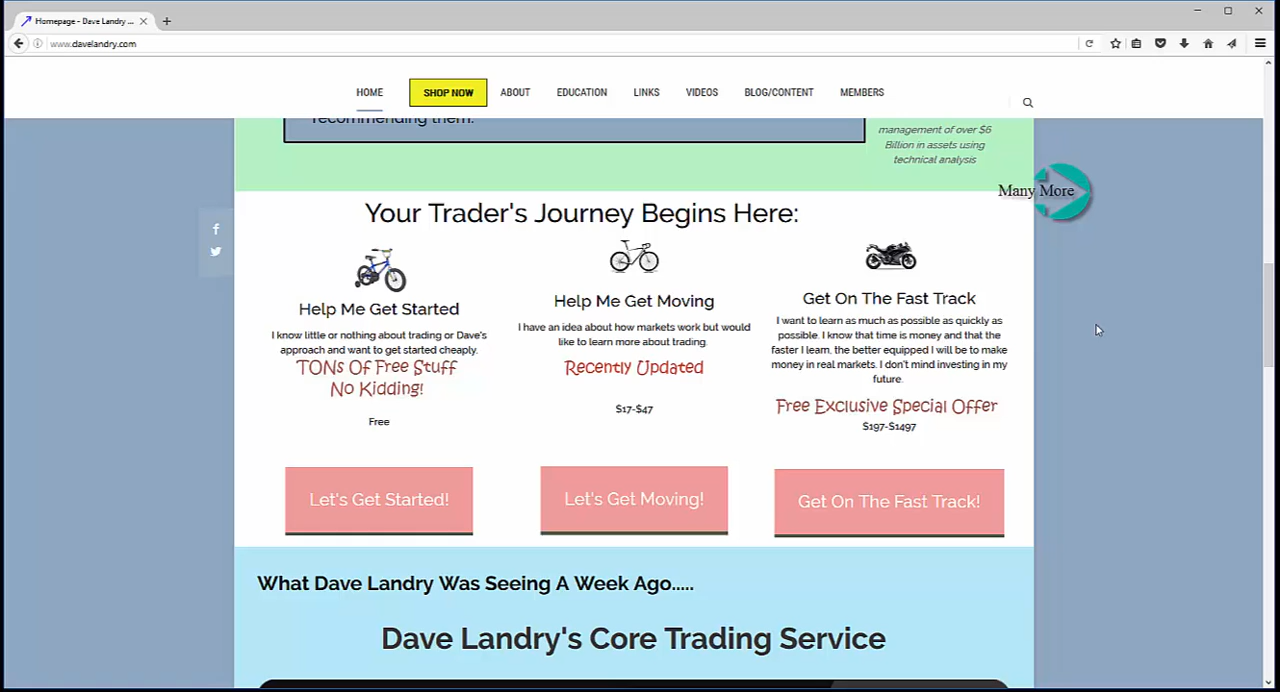 Homepage - Dave Landry ...
www.davelandry.com
HOME SHOP NOW ABOUT EDUCATION LINKS VIDEOS BLOG/CONTENT MEMBERS
recommending them.
management of over $6
Billion in assets using
technical analysis
Many More
Your Trader's Journey Begins Here:
Help Me Get Started
I know little or nothing about trading or Dave's
approach and want to get started cheaply.
TONs Of Free Stuff
No Kidding!
Free
Let's Get Started!
Help Me Get Moving
I have an idea about how markets work but would
like to learn more about trading.
Recently Updated
$17-$47
Let's Get Moving!
Get On The Fast Track
I want to learn as much as possible as quickly as
possible. I know that time is money and that the
faster I learn, the better equipped I will be to make
money in real markets. I don't mind investing in my
future.
Free Exclusive Special Offer
$197-$1497
Get On The Fast Track!
What Dave Landry Was Seeing A Week Ago.....
Dave Landry's Core Trading Service